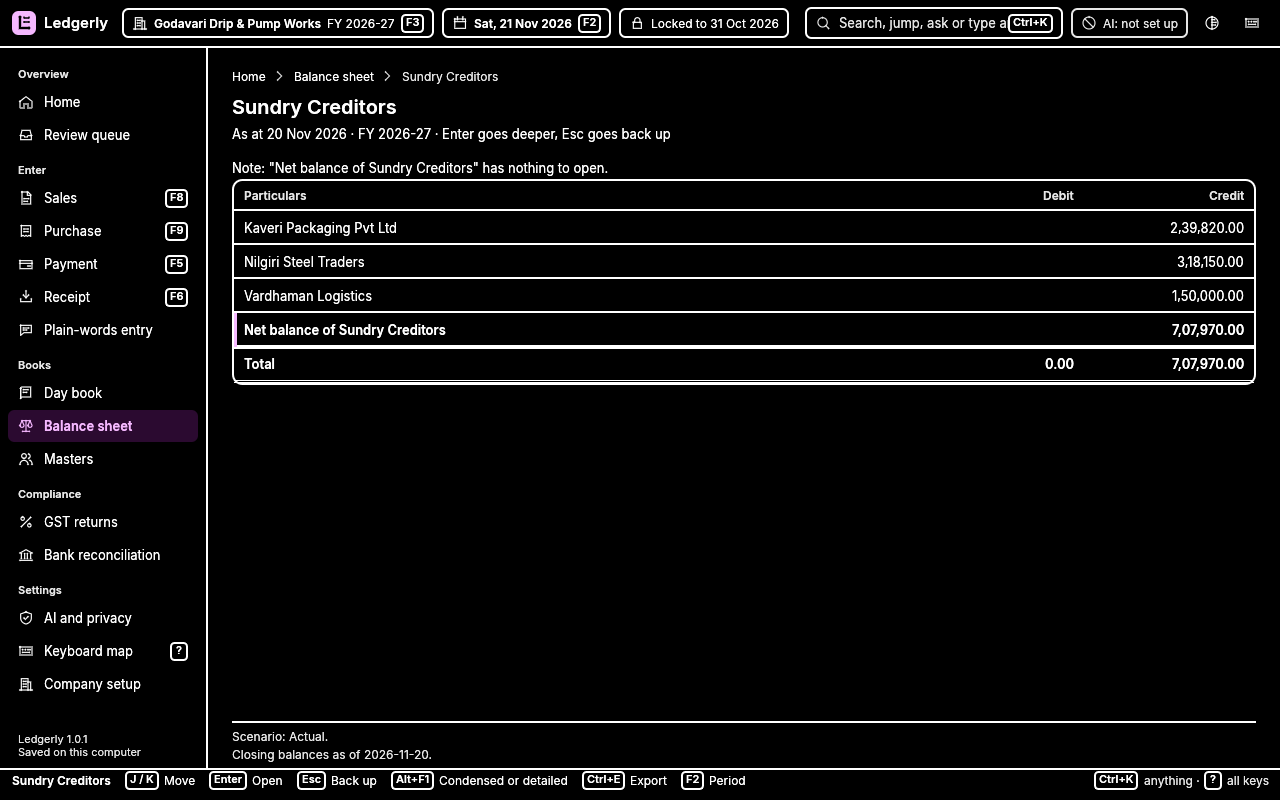 Ledgerly
Godavari Drip & Pump Works FY 2026-27 F3
Sat, 21 Nov 2026 F2
Locked to 31 Oct 2026
Search, jump, ask or type a Ctrl+K
AI: not set up
Overview
Home
Review queue
Enter
Sales F8
Purchase F9
Payment F5
Receipt F6
Plain-words entry
Books
Day book
Balance sheet
Masters
Compliance
GST returns
Bank reconciliation
Settings
AI and privacy
Keyboard map ?
Company setup
Ledgerly 1.0.1
Saved on this computer
Home > Balance sheet > Sundry Creditors
Sundry Creditors
As at 20 Nov 2026 · FY 2026-27 · Enter goes deeper, Esc goes back up
Note: "Net balance of Sundry Creditors" has nothing to open.
Particulars Debit Credit
Kaveri Packaging Pvt Ltd 2,39,820.00
Nilgiri Steel Traders 3,18,150.00
Vardhaman Logistics 1,50,000.00
Net balance of Sundry Creditors 7,07,970.00
Total 0.00 7,07,970.00
Scenario: Actual.
Closing balances as of 2026-11-20.
Sundry Creditors J / K Move Enter Open Esc Back up Alt+F1 Condensed or detailed Ctrl+E Export F2 Period Ctrl+K anything · ? all keys